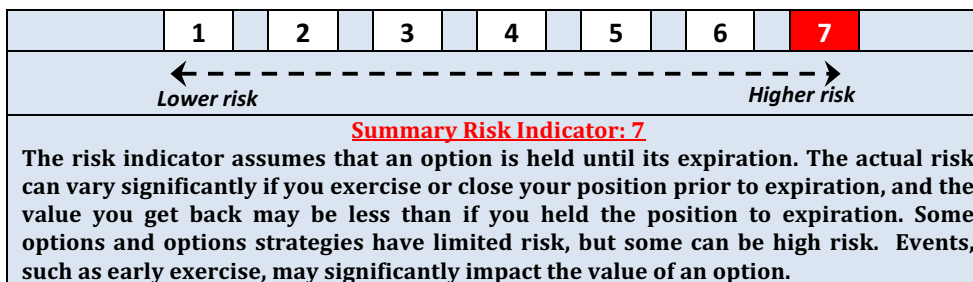 1 2 3 4 5 6 7
Lower risk Higher risk
Summary Risk Indicator: 7
The risk indicator assumes that an option is held until its expiration. The actual risk
can vary significantly if you exercise or close your position prior to expiration, and the
value you get back may be less than if you held the position to expiration. Some
options and options strategies have limited risk, but some can be high risk. Events,
such as early exercise, may significantly impact the value of an option.